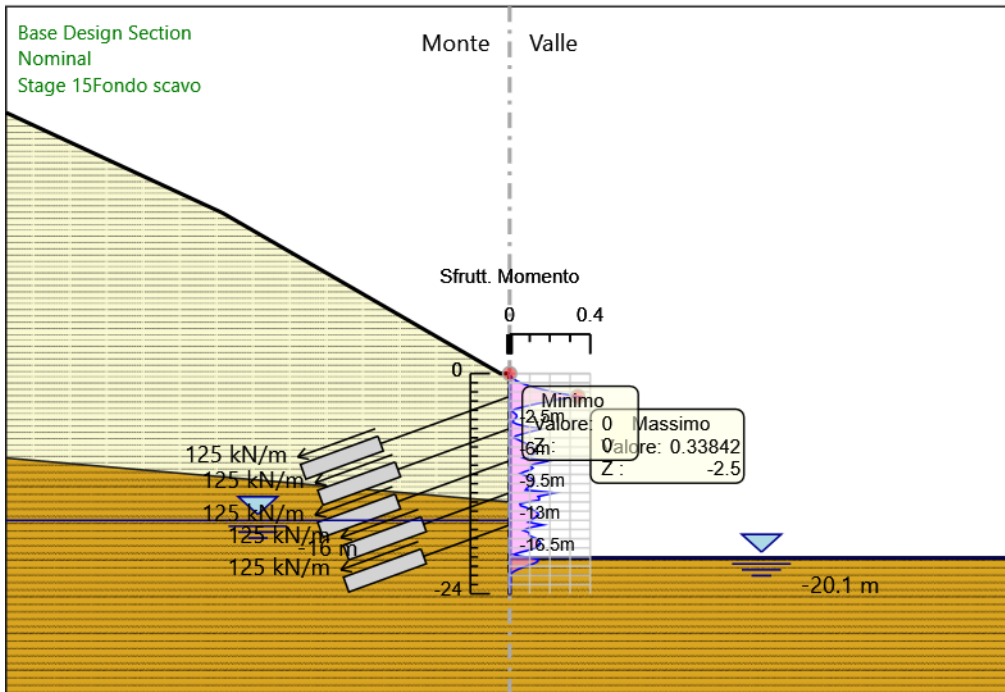 Base Design Section
Nominal
Stage 15Fondo scavo
Monte
Valle
Sfrutt. Momento
0
0.4
0
Minimo
Valore: 0
Z : 0
Massimo
Valore: 0.33842
Z : -2.5
-2.5m
-6m
-9.5m
-13m
-16.5m
125 kN/m
125 kN/m
125 kN/m
125 kN/m
-16 m
125 kN/m
-24
-20.1 m